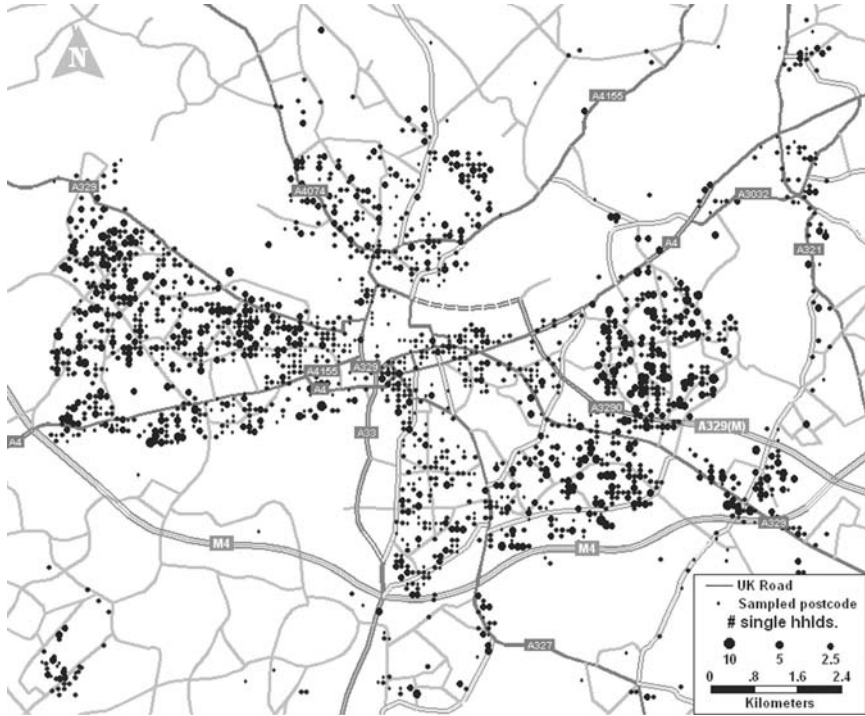 N
A4155
A329
A4074
A3032
A4
A321
A4155
A329
A4
A3290
A329(M)
A33
A4
M4
M4
A329
A327
UK Road
Sampled postcode
# single hhlds.
10 5 2.5
0 .8 1.6 2.4
Kilometers